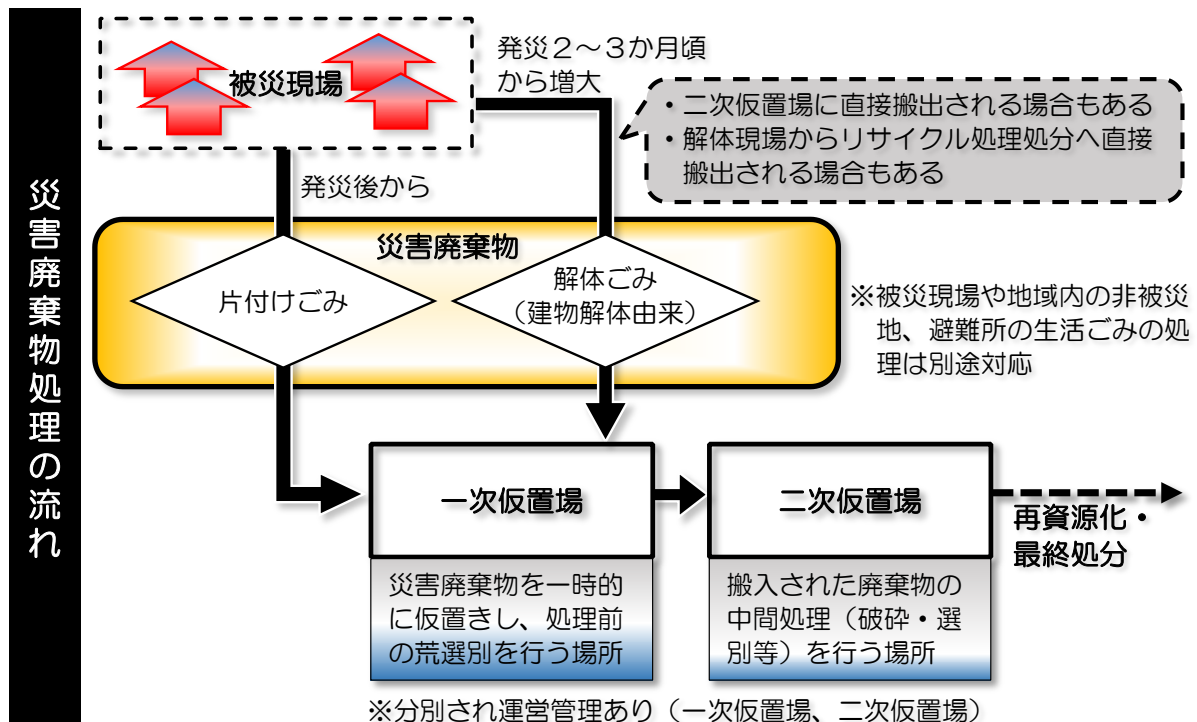 災害廃棄物処理の流れ
被災現場
発災２～３か月頃
から増大
・二次仮置場に直接搬出される場合もある
・解体現場からリサイクル処理処分へ直接
搬出される場合もある
発災後から
災害廃棄物
片付けごみ
解体ごみ
（建物解体由来）
※被災現場や地域内の非被災
地、避難所の生活ごみの処
理は別途対応
一次仮置場
二次仮置場
再資源化・
最終処分
災害廃棄物を一時的
に仮置きし、処理前
の荒選別を行う場所
搬入された廃棄物の
中間処理（破砕・選
別等）を行う場所
※分別され運営管理あり（一次仮置場、二次仮置場）